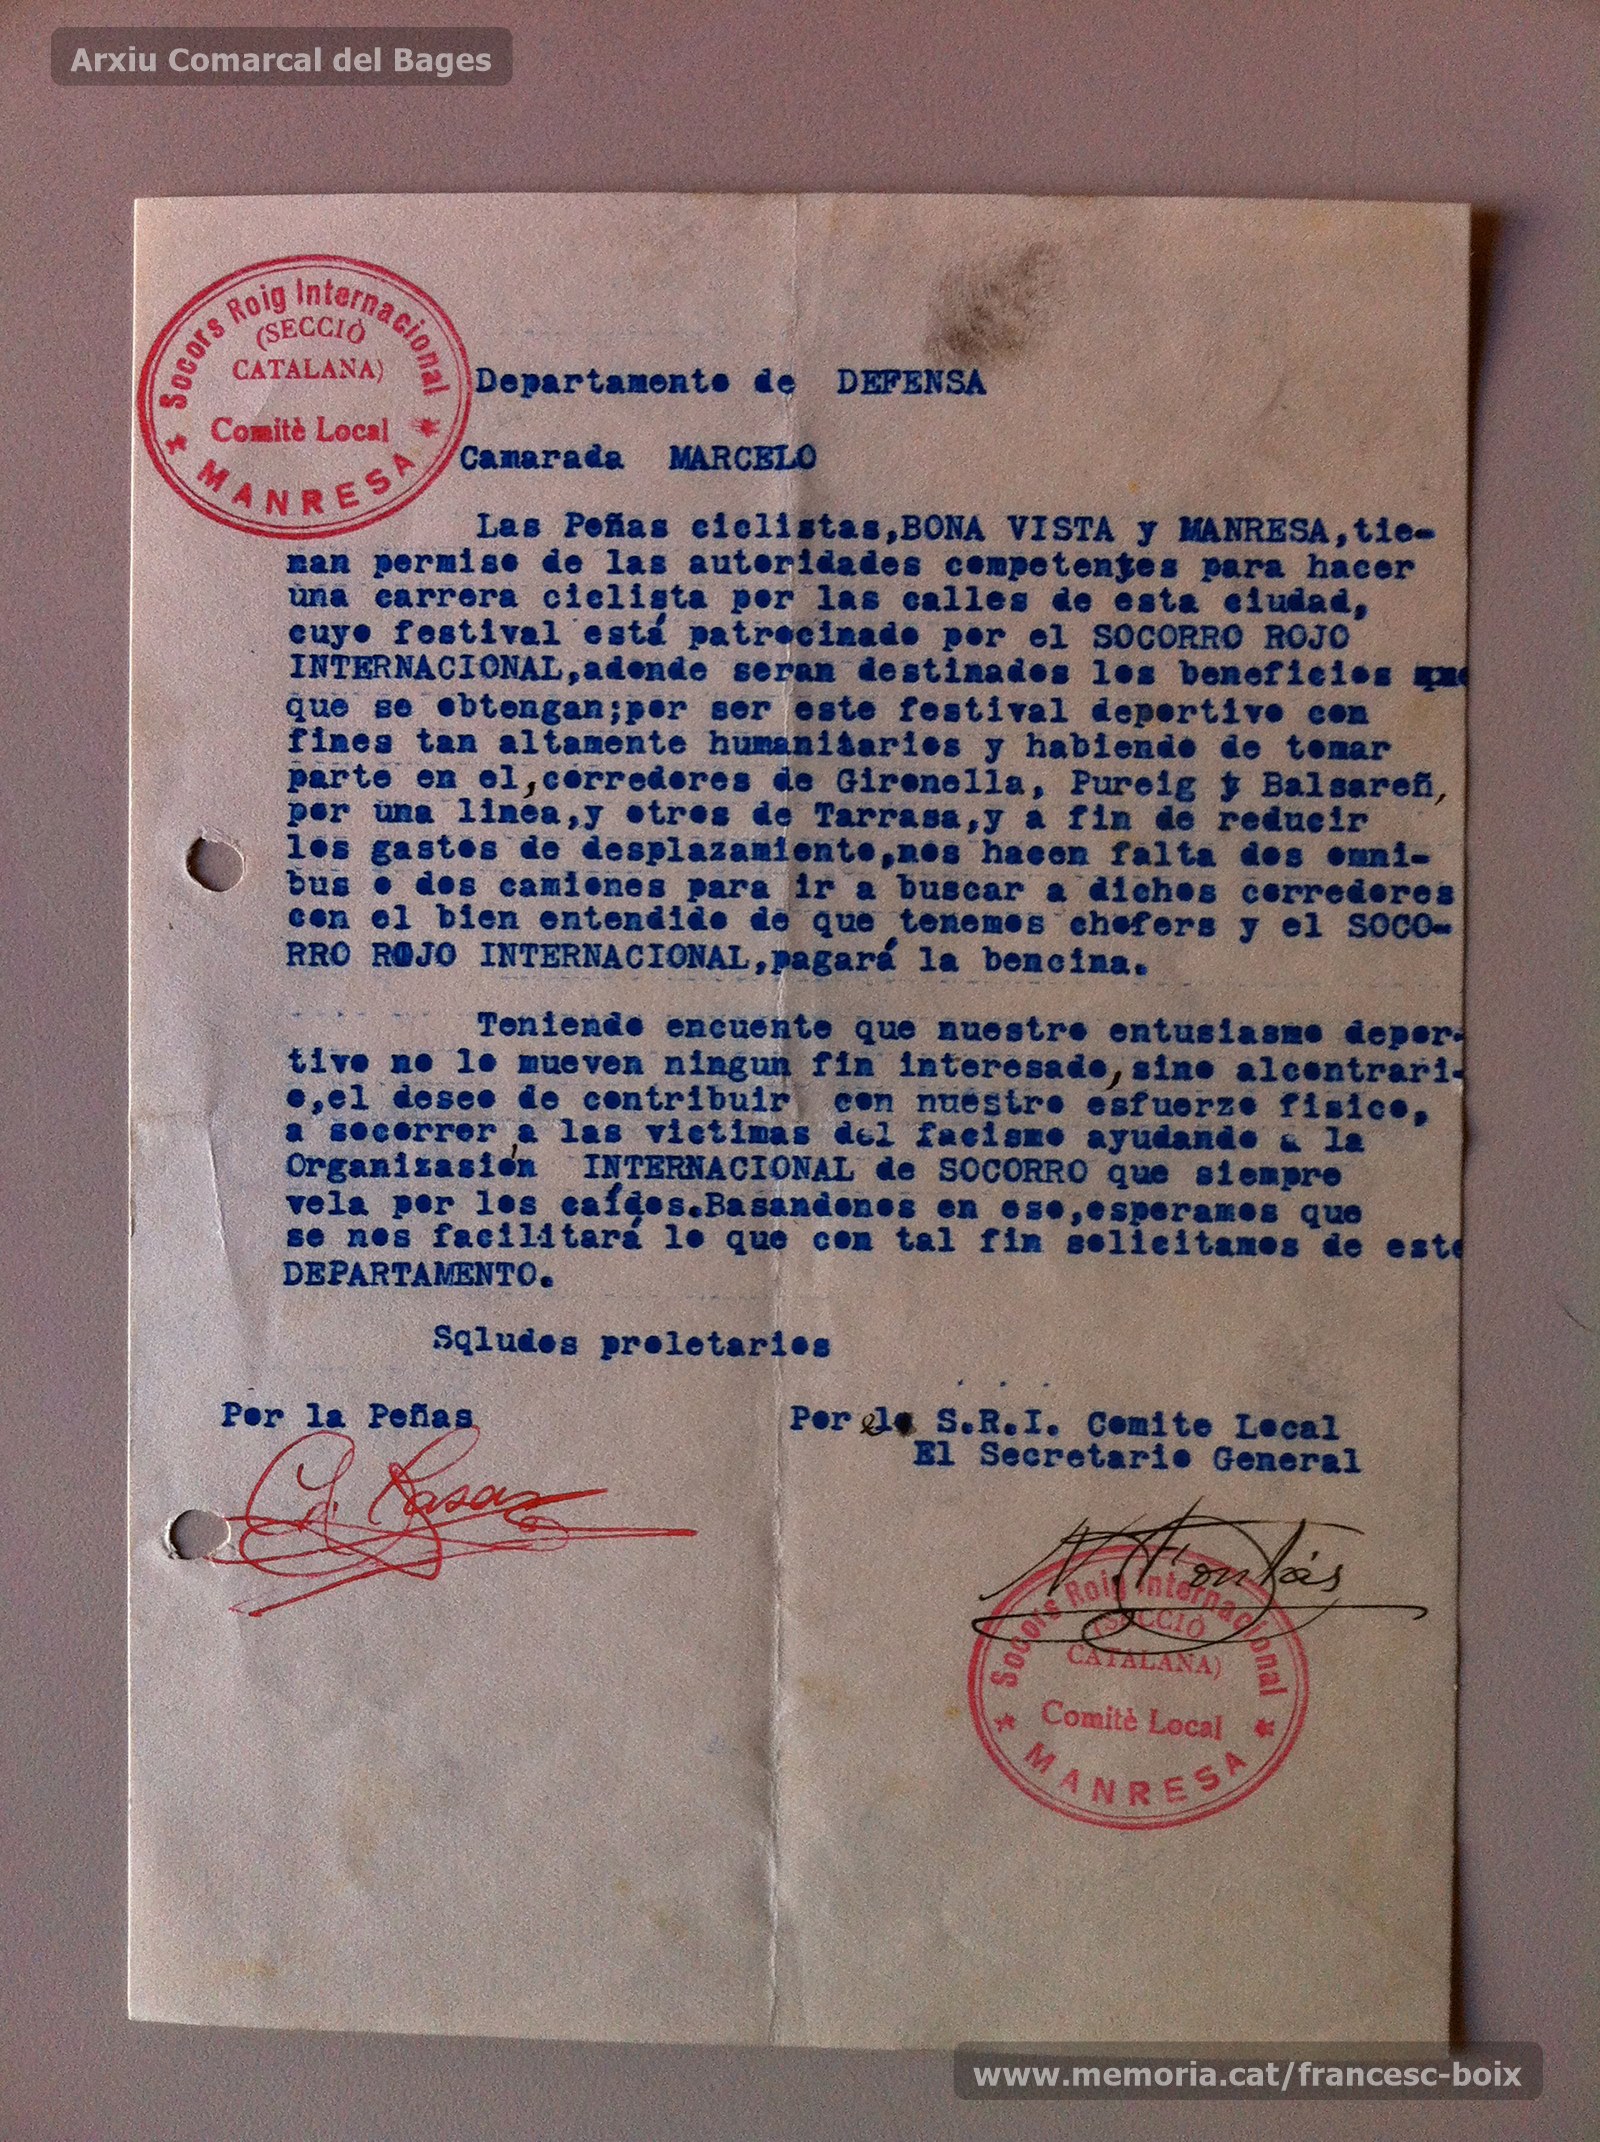 Arxiu Comarcal del Bages
Socors Roig Internacional
(SECCIÒ
CATALANA)
Comitè Local
MANRESA
Departamento de DEFENSA
Camarada MARCELO
Las Peñas ciclistas,BONA VISTA y MANRESA,tie-
nan permiso de las autoridades competentes para hacer
una carrera ciclista por las calles de esta ciudad,
cuyo festival está patrocinado por el SOCORRO ROJO
INTERNACIONAL,adonde seran destinados los beneficios que
que se obtengan;por ser este festival deportivo con
fines tan altamente humanitarios y habiendo de tomar
parte en el,corredores de Gironella, Pureig y Balsareñ,
por una linea,y otros de Tarrasa,y a fin de reducir
los gastos de desplazamiento,nos hacen falta dos omni-
bus o dos camiones para ir a buscar a dichos corredores
con el bien entendido de que tenemos chofers y el SOCO-
RRO ROJO INTERNACIONAL,pagará la bencina.
Teniendo encuente que nuestro entusiasmo depor-
tivo no lo mueven ningun fin interesado,sino alcontrari-
o,el deseo de contribuir con nuestro esfuerzo fisico,
a socorrer a las victimas del facismo ayudando a la
Organizasión INTERNACIONAL de SOCORRO que siempre
vela por los caídos.Basandonos en eso,esperamos que
se nos facilitará lo que con tal fin solicitamos de este
DEPARTAMENTO.
Sqludos proletarios
Por la Peñas
Por el S.R.I. Comite Local
El Secretario General
Socors Roig Internacional
(SECCIÒ
CATALANA)
Comitè Local
MANRESA
www.memoria.cat/francesc-boix